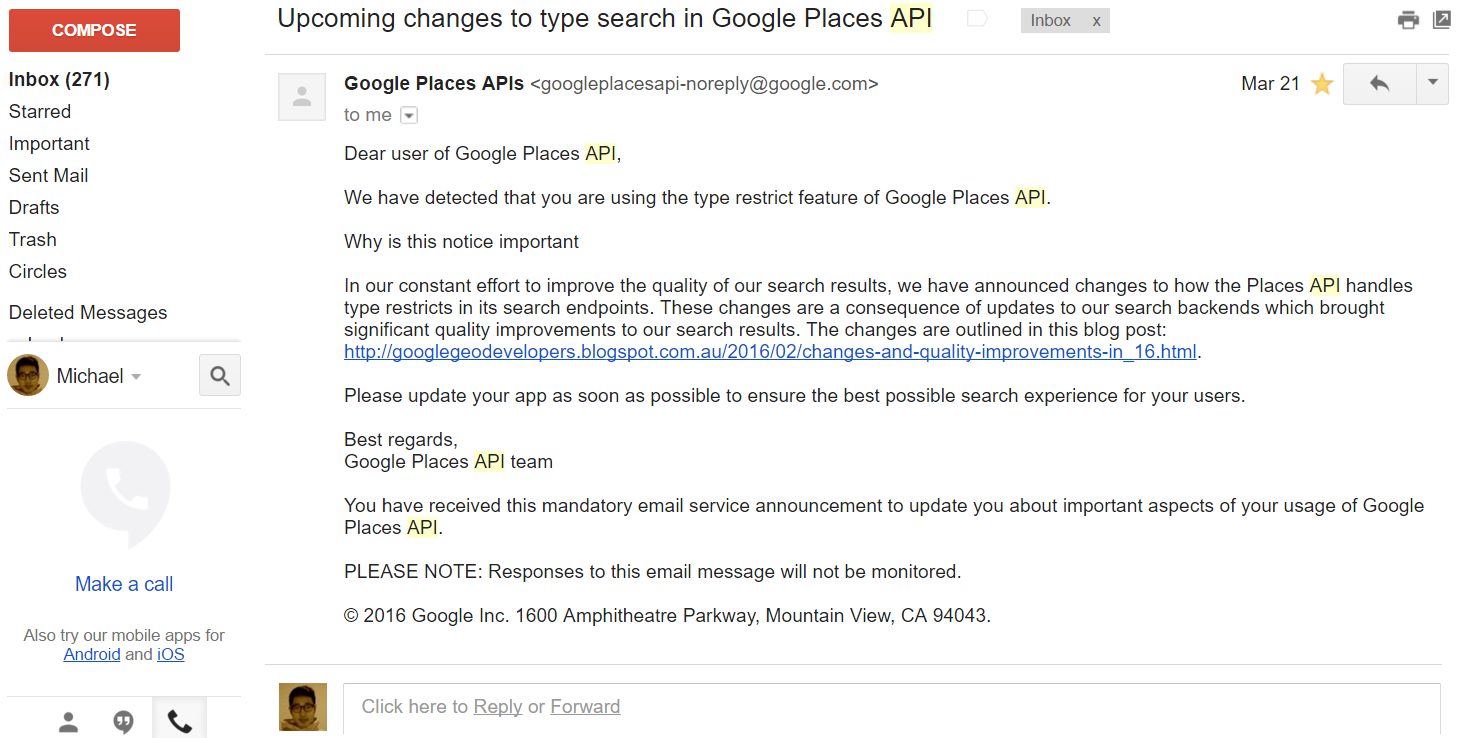 COMPOSE
Inbox (271)
Starred
Important
Sent Mail
Drafts
Trash
Circles
Deleted Messages
Michael
Make a call
Also try our mobile apps for
Android and iOS
Upcoming changes to type search in Google Places API
Inbox x
Google Places APIs <googleplacesapi-noreply@google.com>
Mar 21
to me
Dear user of Google Places API,
We have detected that you are using the type restrict feature of Google Places API.
Why is this notice important
In our constant effort to improve the quality of our search results, we have announced changes to how the Places API handles
type restricts in its search endpoints. These changes are a consequence of updates to our search backends which brought
significant quality improvements to our search results. The changes are outlined in this blog post:
http://googlegeodevelopers.blogspot.com.au/2016/02/changes-and-quality-improvements-in_16.html.
Please update your app as soon as possible to ensure the best possible search experience for your users.
Best regards,
Google Places API team
You have received this mandatory email service announcement to update you about important aspects of your usage of Google
Places API.
PLEASE NOTE: Responses to this email message will not be monitored.
© 2016 Google Inc. 1600 Amphitheatre Parkway, Mountain View, CA 94043.
Click here to Reply or Forward